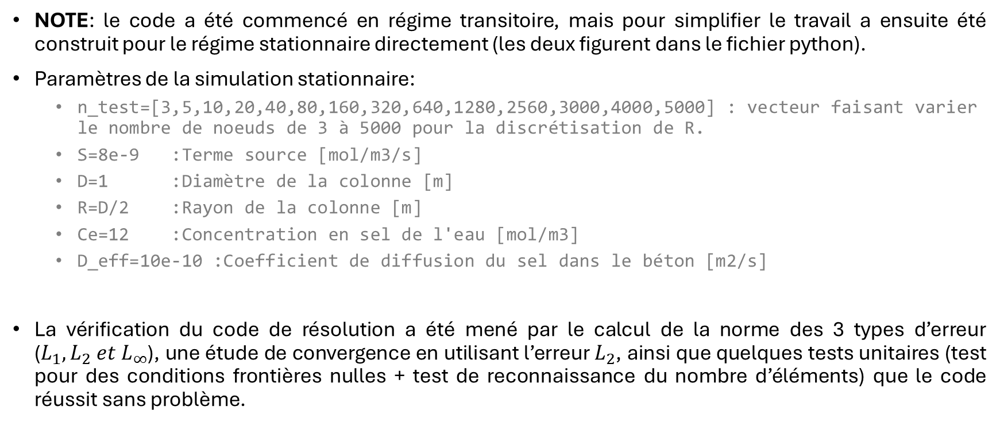 • NOTE: le code a été commencé en régime transitoire, mais pour simplifier le travail a ensuite été
construit pour le régime stationnaire directement (les deux figurent dans le fichier python).
• Paramètres de la simulation stationnaire:
• n_test=[3,5,10,20,40,80,160,320,640,1280,2560,3000,4000,5000] : vecteur faisant varier
le nombre de noeuds de 3 à 5000 pour la discrétisation de R.
• S=8e-9 :Terme source [mol/m3/s]
• D=1 :Diamètre de la colonne [m]
• R=D/2 :Rayon de la colonne [m]
• Ce=12 :Concentration en sel de l'eau [mol/m3]
• D_eff=10e-10 :Coefficient de diffusion du sel dans le béton [m2/s]
• La vérification du code de résolution a été mené par le calcul de la norme des 3 types d’erreur
(L₁, L₂ et L∞), une étude de convergence en utilisant l’erreur L₂, ainsi que quelques tests unitaires (test
pour des conditions frontières nulles + test de reconnaissance du nombre d’éléments) que le code
réussit sans problème.